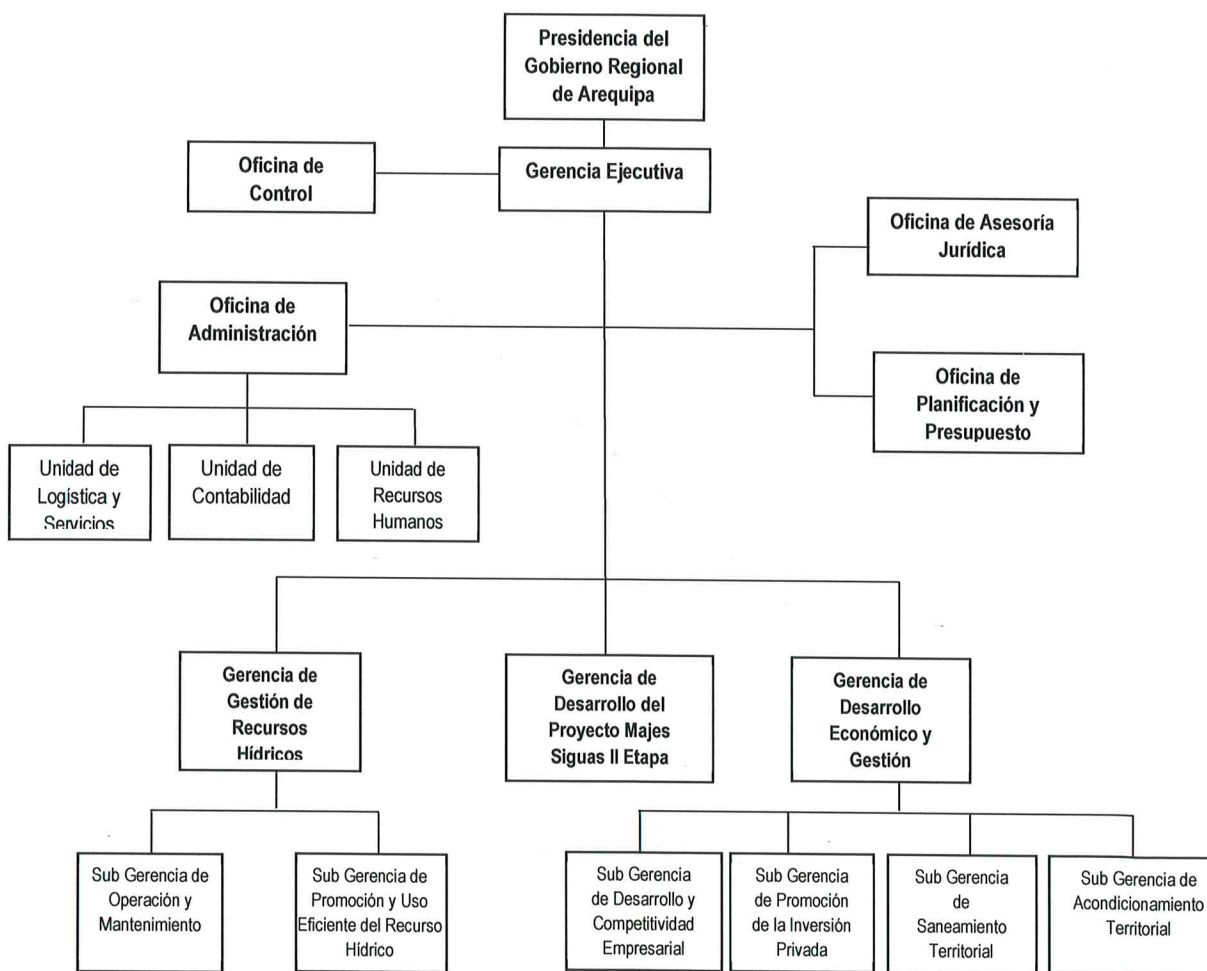 Presidencia del
Gobierno Regional
de Arequipa
Oficina de
Control
Gerencia Ejecutiva
Oficina de Asesoría
Jurídica
Oficina de
Administración
Oficina de
Planificación y
Presupuesto
Unidad de
Logística y
Servicios
Unidad de
Contabilidad
Unidad de
Recursos
Humanos
Gerencia de
Gestión de
Recursos
Hídricos
Gerencia de
Desarrollo del
Proyecto Majes
Siguas II Etapa
Gerencia de
Desarrollo
Económico y
Gestión
Sub Gerencia de
Operación y
Mantenimiento
Sub Gerencia de
Promoción y Uso
Eficiente del Recurso
Hídrico
Sub Gerencia
de Desarrollo y
Competitividad
Empresarial
Sub Gerencia
de Promoción
de la Inversión
Privada
Sub Gerencia
de
Saneamiento
Territorial
Sub Gerencia de
Acondicionamiento
Territorial